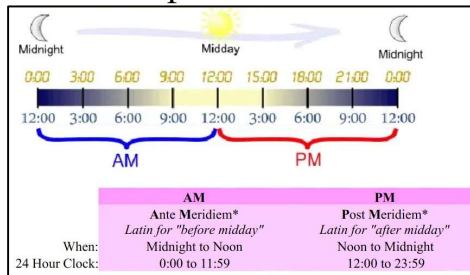 Midnight
Midday
Midnight
0:00 3:00 6:00 9:00 12:00 15:00 18:00 21:00 0:00
12:00 3:00 6:00 9:00 12:00 3:00 6:00 9:00 12:00
AM PM
AM PM
Ante Meridiem* Post Meridiem*
Latin for "before midday" Latin for "after midday"
When: Midnight to Noon Noon to Midnight
24 Hour Clock: 0:00 to 11:59 12:00 to 23:59